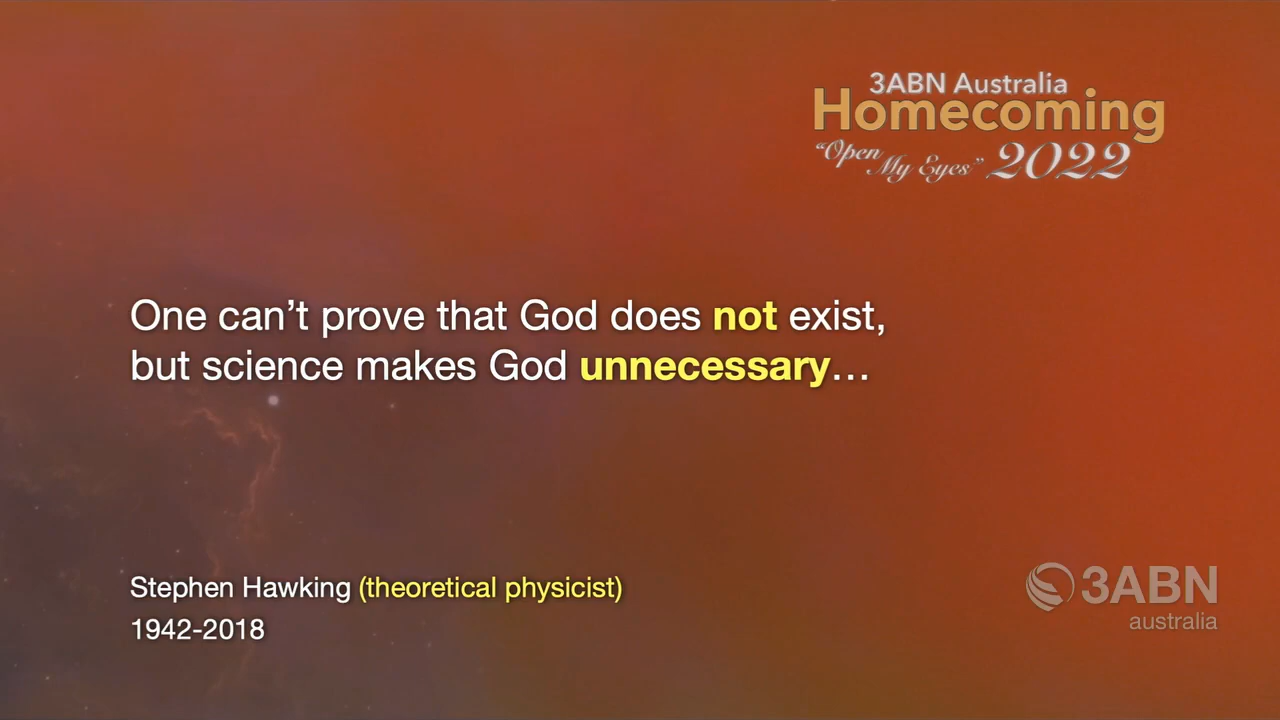 3ABN Australia
Homecoming
“Open My Eyes” 2022
One can’t prove that God does not exist,
but science makes God unnecessary…
Stephen Hawking (theoretical physicist)
1942-2018
3ABN
australia